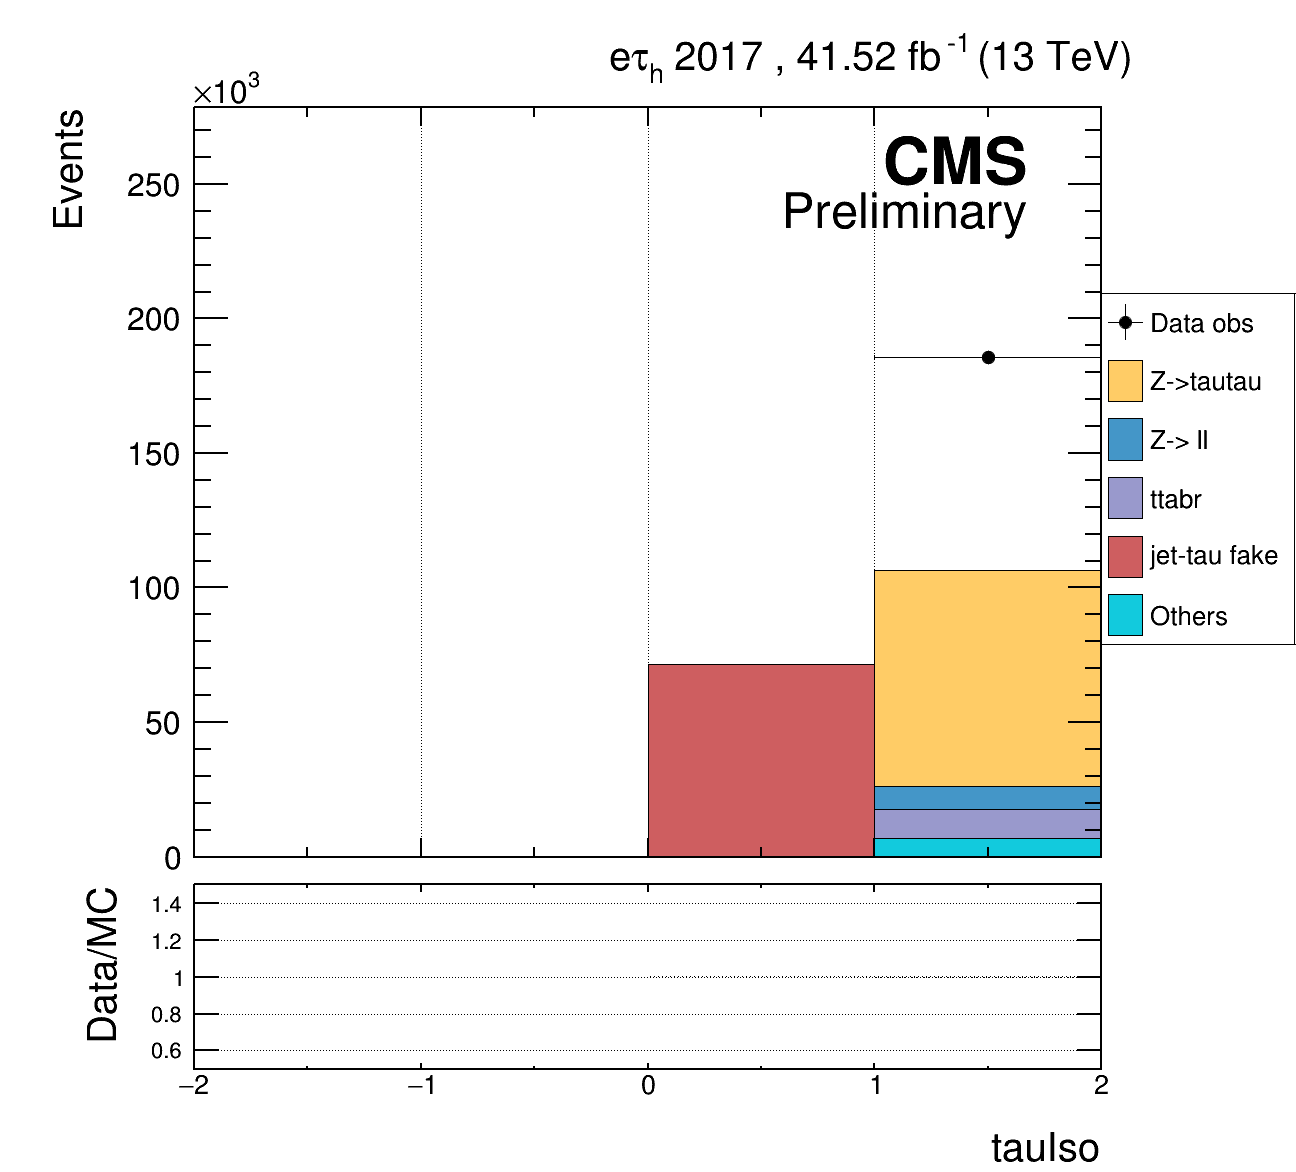 eτh 2017 , 41.52 fb-1 (13 TeV)
×103
Events
CMS
Preliminary
250
200
150
100
50
0
Data obs
Z->tautau
Z-> ll
ttabr
jet-tau fake
Others
Data/MC
1.4
1.2
1
0.8
0.6
−2 −1 0 1 2
tauIso